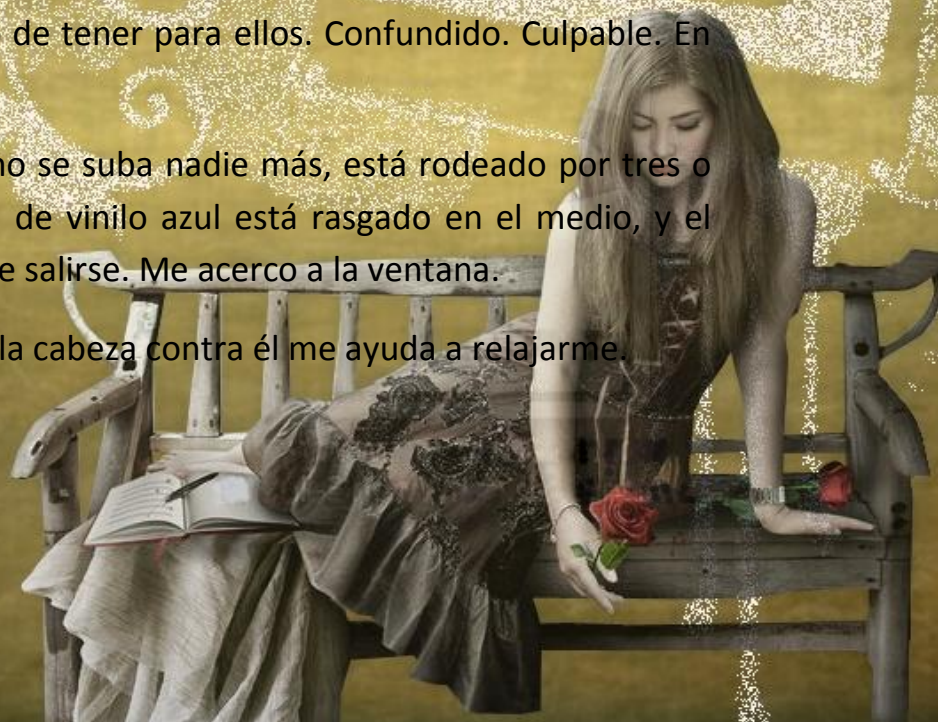 de tener para ellos. Confundido. Culpable. En
no se suba nadie más, está rodeado por tres o
de vinilo azul está rasgado en el medio, y el
e salirse. Me acerco a la ventana.
la cabeza contra él me ayuda a relajarme.